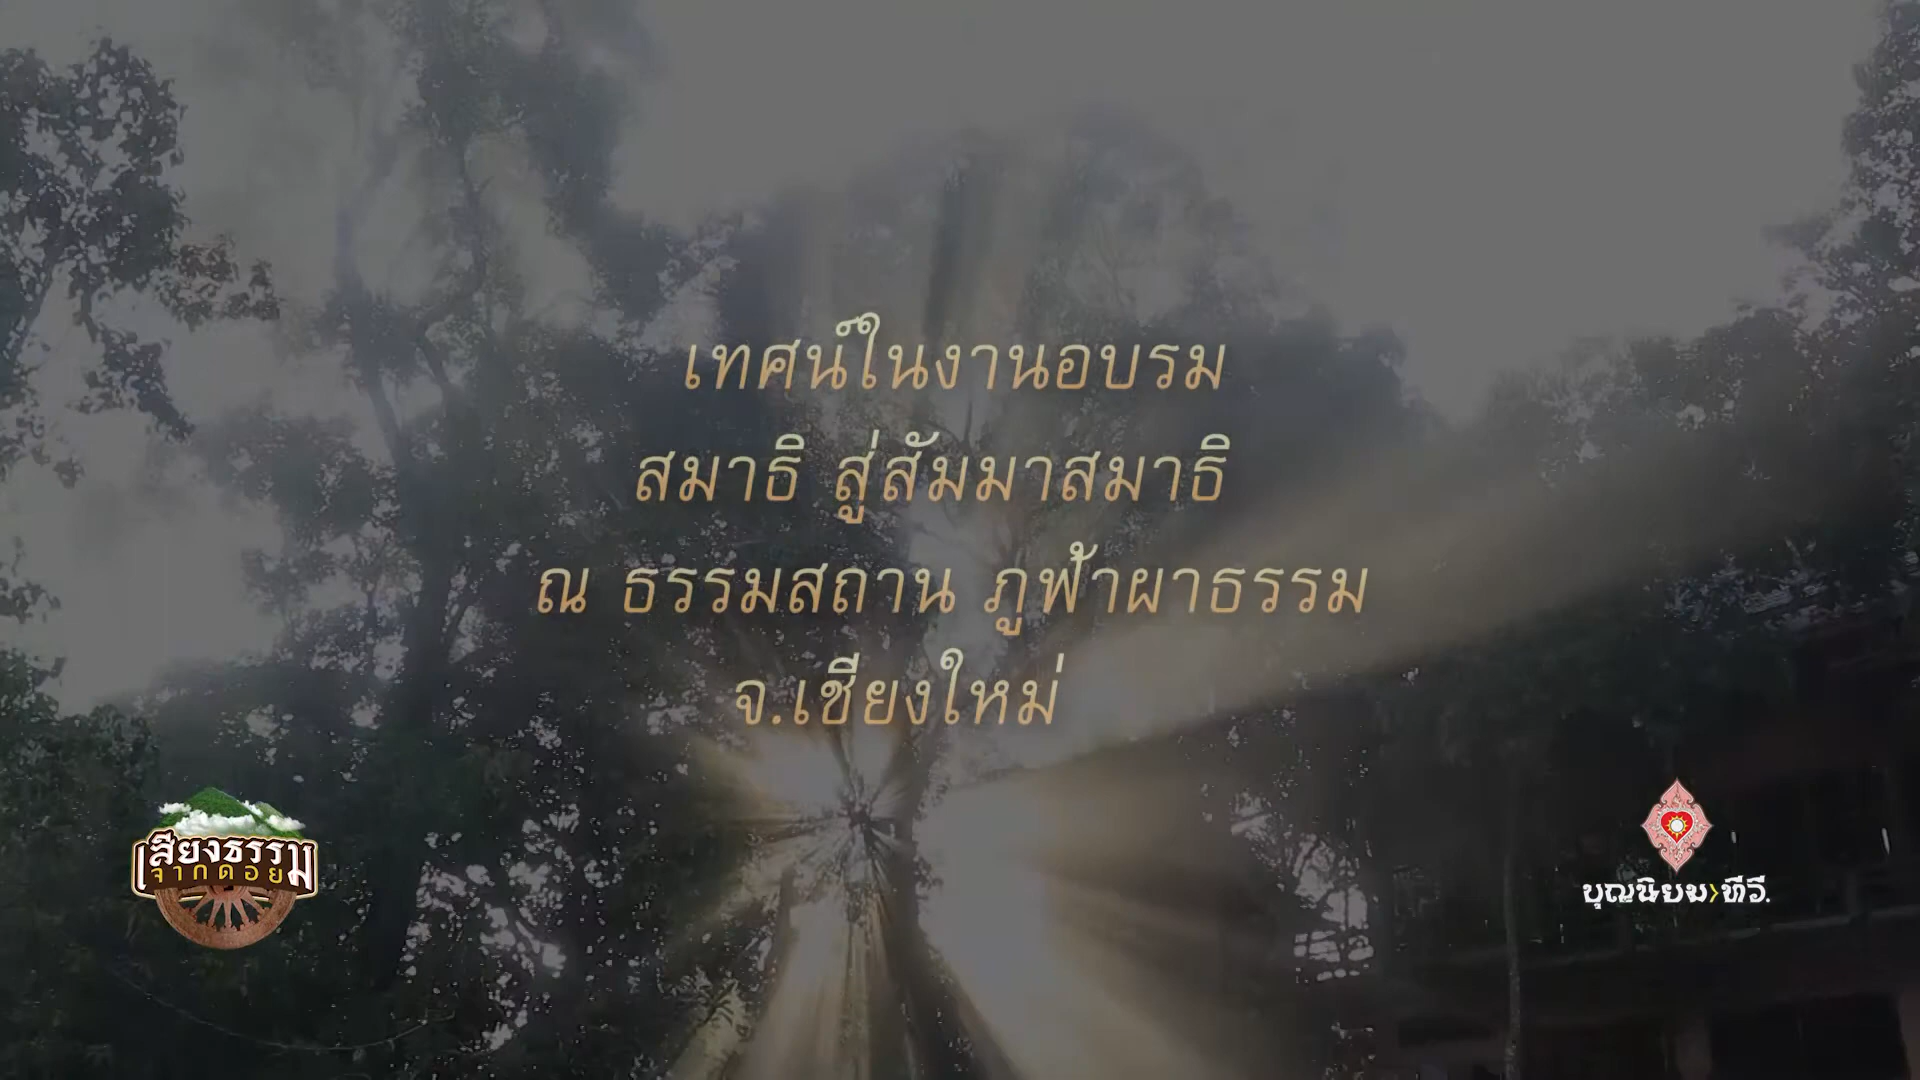 เทศน์ในงานอบรม
สมาธิ สู่สัมมาสมาธิ
ณ ธรรมสถาน ภูฟ้าผาธรรม
จ.เชียงใหม่
เสียงธรรม
จากดอย
บุญนิยม>ทีวี.